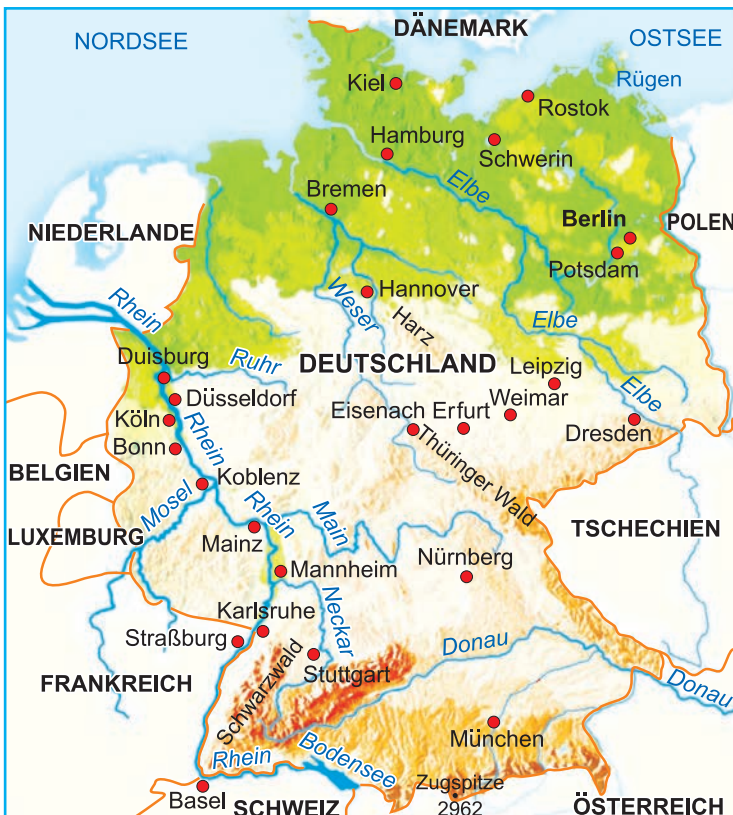 DÄNEMARK
NORDSEE
OSTSEE
Kiel
Rügen
Rostok
Hamburg
Schwerin
Elbe
Bremen
Berlin
POLEN
NIEDERLANDE
Potsdam
Rhein
Weser
Hannover
Harz
Elbe
Duisburg
Ruhr
DEUTSCHLAND
Leipzig
Düsseldorf
Weimar
Elbe
Köln
Rhein
Eisenach
Erfurt
Dresden
Bonn
Thüringer Wald
BELGIEN
Koblenz
Mosel
Rhein
Main
LUXEMBURG
TSCHECHIEN
Mainz
Nürnberg
Mannheim
Neckar
Karlsruhe
Straßburg
Donau
Stuttgart
Schwarzwald
FRANKREICH
Donau
München
Rhein
Bodensee
Zugspitze
2962
Basel
SCHWEIZ
ÖSTERREICH